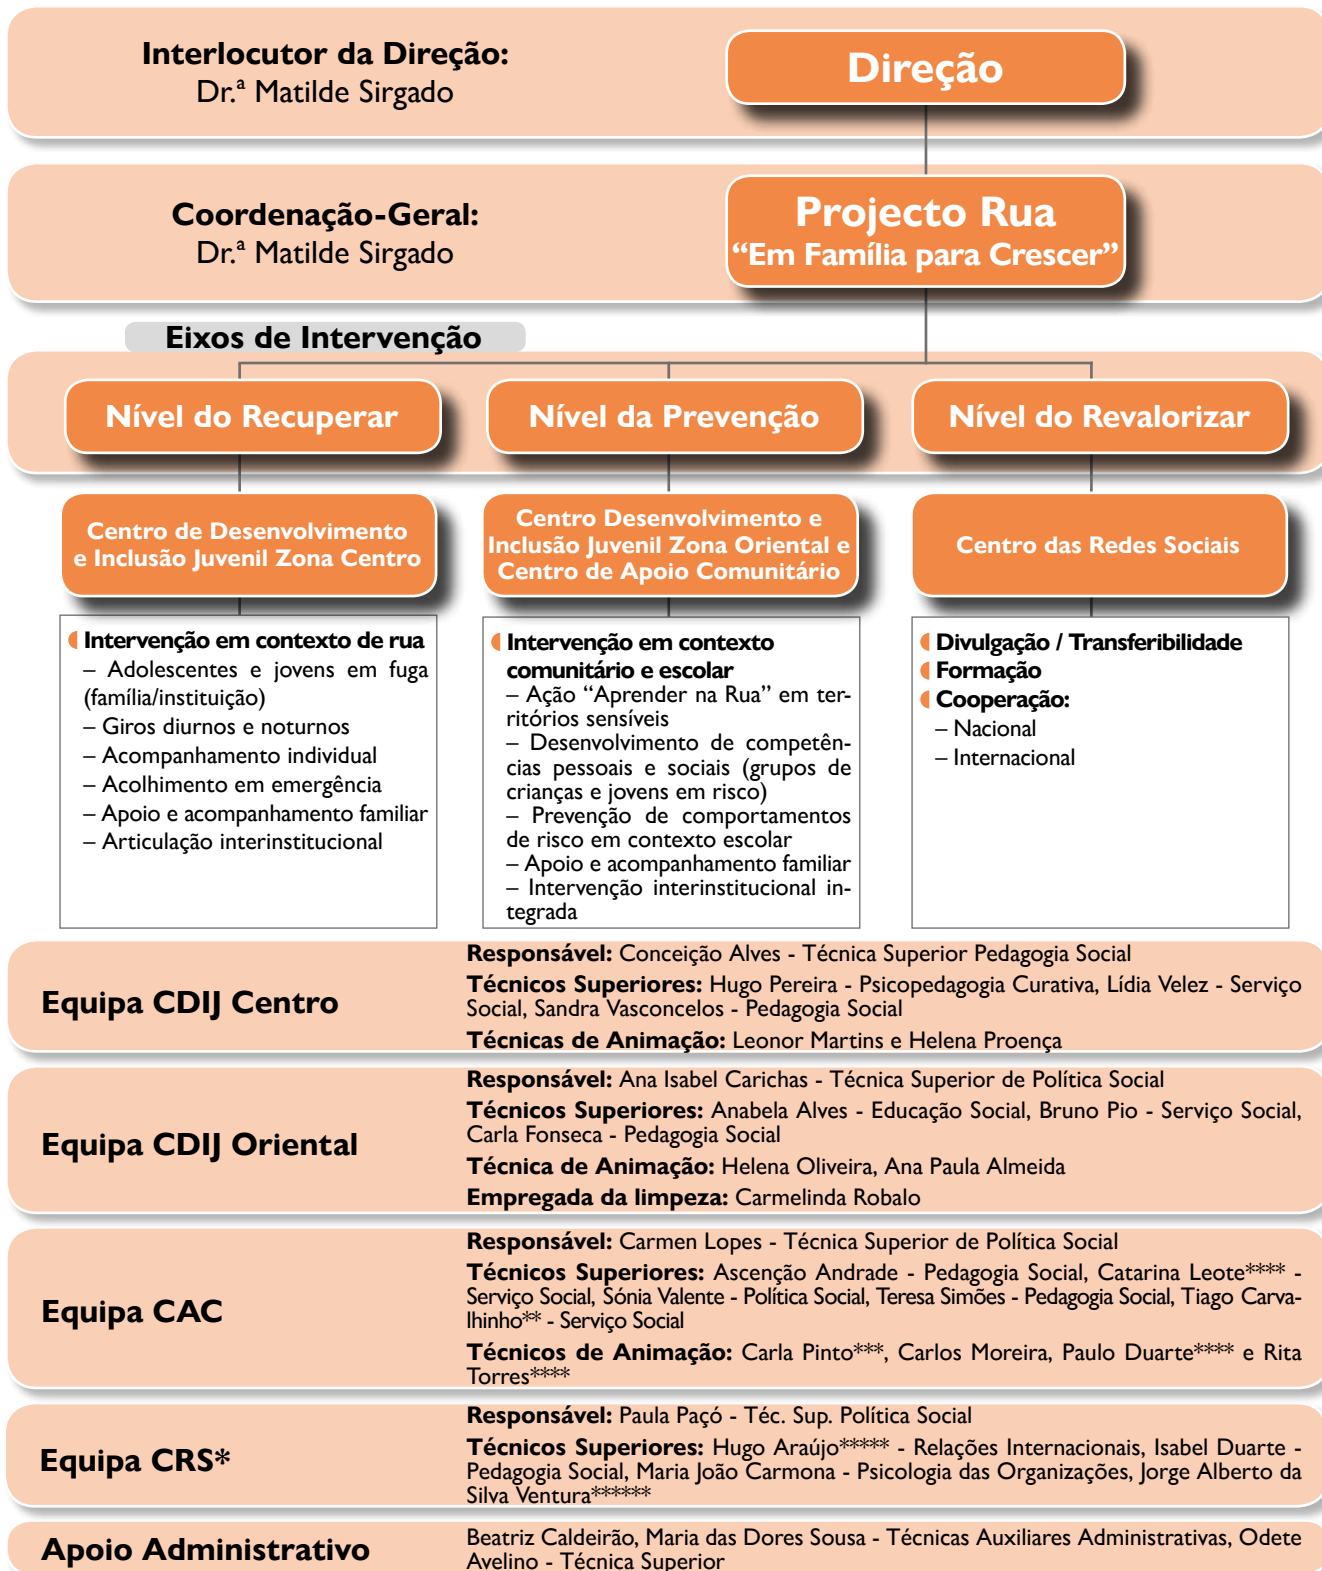 Interlocutor da Direção:
Dr.ª Matilde Sirgado
Direção
Coordenação-Geral:
Dr.ª Matilde Sirgado
Projecto Rua
“Em Família para Crescer”
Eixos de Intervenção
Nível do Recuperar
Nível da Prevenção
Nível do Revalorizar
Centro de Desenvolvimento
e Inclusão Juvenil Zona Centro
Centro Desenvolvimento e
Inclusão Juvenil Zona Oriental e
Centro de Apoio Comunitário
Centro das Redes Sociais
Intervenção em contexto de rua
– Adolescentes e jovens em fuga
(família/instituição)
– Giros diurnos e noturnos
– Acompanhamento individual
– Acolhimento em emergência
– Apoio e acompanhamento familiar
– Articulação interinstitucional
Intervenção em contexto
comunitário e escolar
– Ação “Aprender na Rua” em ter-
ritórios sensíveis
– Desenvolvimento de competên-
cias pessoais e sociais (grupos de
crianças e jovens em risco)
– Prevenção de comportamentos
de risco em contexto escolar
– Apoio e acompanhamento familiar
– Intervenção interinstitucional in-
tegrada
Divulgação / Transferibilidade
Formação
Cooperação:
– Nacional
– Internacional
Equipa CDIJ Centro
Responsável: Conceição Alves - Técnica Superior Pedagogia Social
Técnicos Superiores: Hugo Pereira - Psicopedagogia Curativa, Lídia Velez - Serviço
Social, Sandra Vasconcelos - Pedagogia Social
Técnicas de Animação: Leonor Martins e Helena Proença
Equipa CDIJ Oriental
Responsável: Ana Isabel Carichas - Técnica Superior de Política Social
Técnicos Superiores: Anabela Alves - Educação Social, Bruno Pio - Serviço Social,
Carla Fonseca - Pedagogia Social
Técnica de Animação: Helena Oliveira, Ana Paula Almeida
Empregada da limpeza: Carmelinda Robalo
Equipa CAC
Responsável: Carmen Lopes - Técnica Superior de Política Social
Técnicos Superiores: Ascenção Andrade - Pedagogia Social, Catarina Leote**** -
Serviço Social, Sónia Valente - Política Social, Teresa Simões - Pedagogia Social, Tiago Carva-
lhinho** - Serviço Social
Técnicos de Animação: Carla Pinto***, Carlos Moreira, Paulo Duarte**** e Rita
Torres****
Equipa CRS*
Responsável: Paula Paçó - Téc. Sup. Política Social
Técnicos Superiores: Hugo Araújo***** - Relações Internacionais, Isabel Duarte -
Pedagogia Social, Maria João Carmona - Psicologia das Organizações, Jorge Alberto da
Silva Ventura******
Apoio Administrativo
Beatriz Caldeirão, Maria das Dores Sousa - Técnicas Auxiliares Administrativas, Odete
Avelino - Técnica Superior